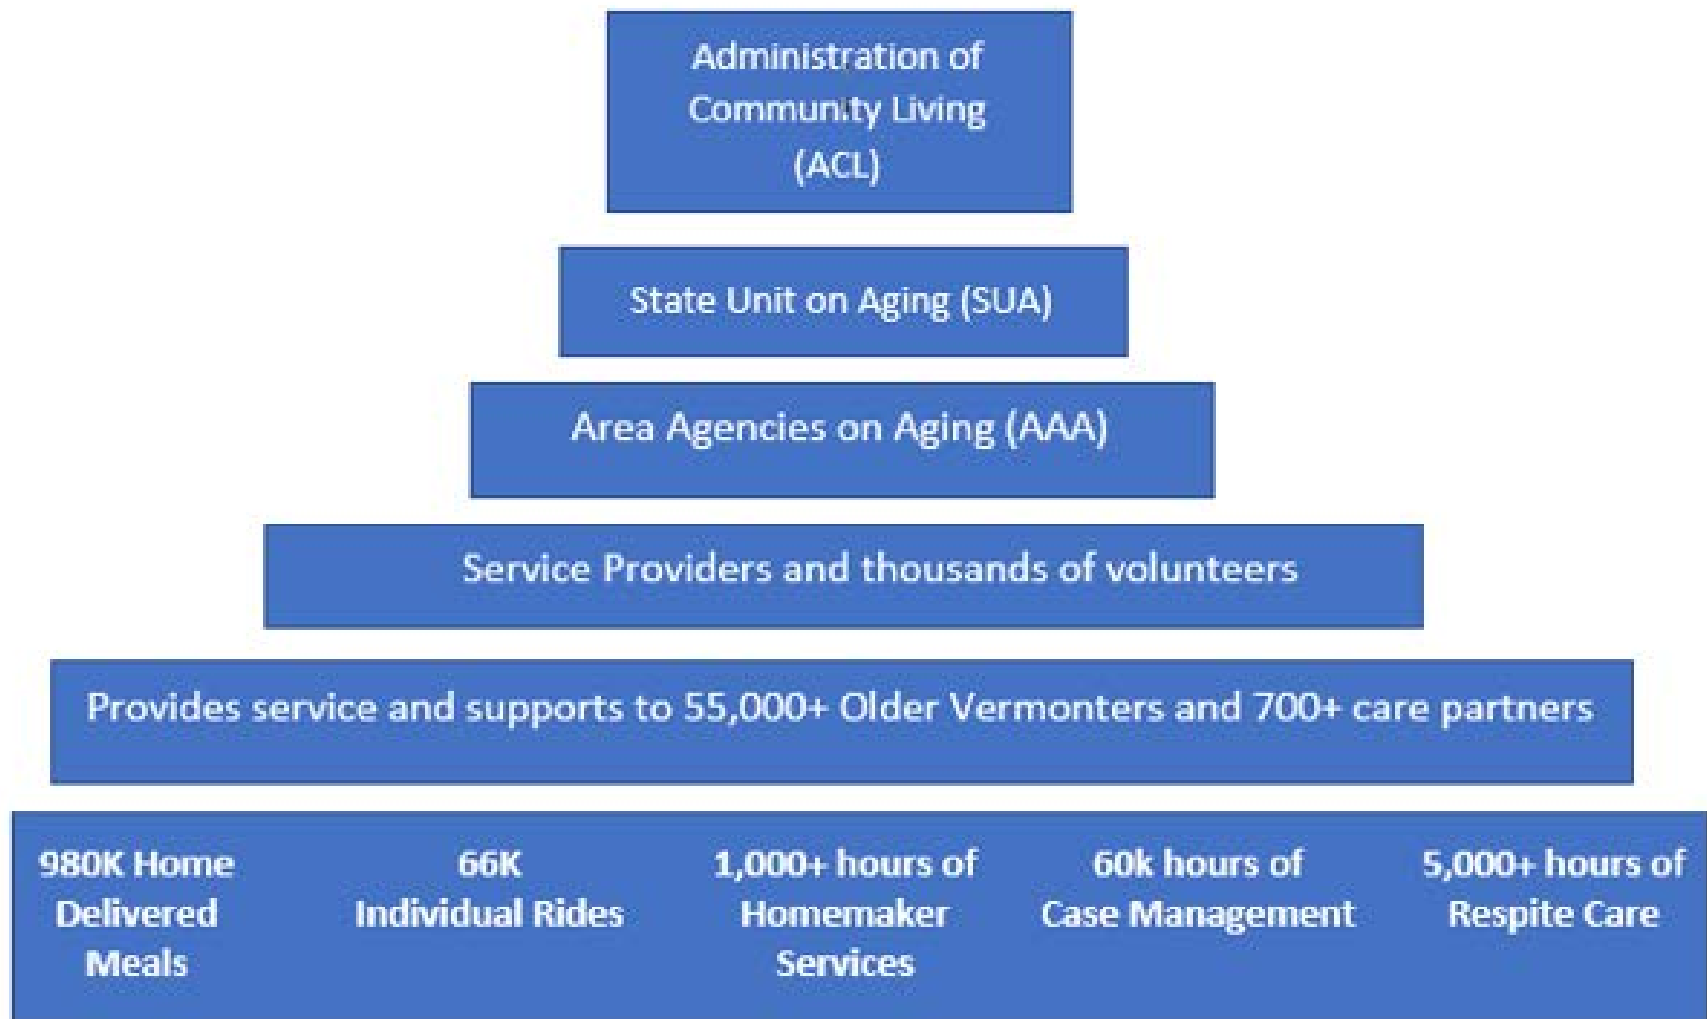 Administration of
Community Living
(ACL)
State Unit on Aging (SUA)
Area Agencies on Aging (AAA)
Service Providers and thousands of volunteers
Provides service and supports to 55,000+ Older Vermonters and 700+ care partners
980K Home
Delivered
Meals
66K
Individual Rides
1,000+ hours of
Homemaker
Services
60k hours of
Case Management
5,000+ hours of
Respite Care